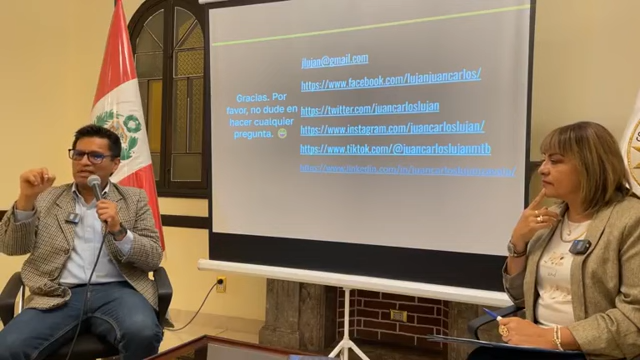 jlujan@gmail.com
https://www.facebook.com/lujanjuancarlos/
Gracias. Por
favor, no dude en
hacer cualquier
pregunta. 😀
https://twitter.com/juancarloslujan
https://www.instagram.com/juancarloslujan/
https://www.tiktok.com/@juancarloslujanmtb